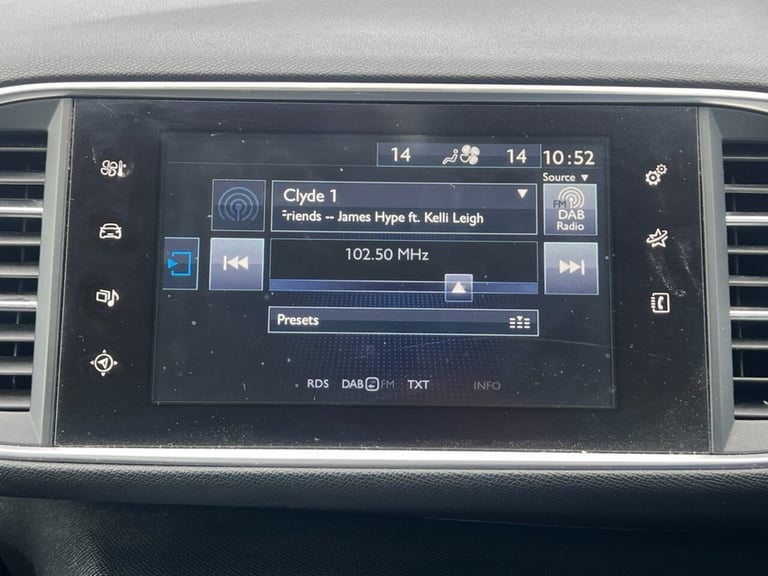 14 14 10:52
Source ▼
Clyde 1
Friends -- James Hype ft. Kelli Leigh
FM
DAB
Radio
102.50 MHz
Presets
RDS DAB FM TXT INFO